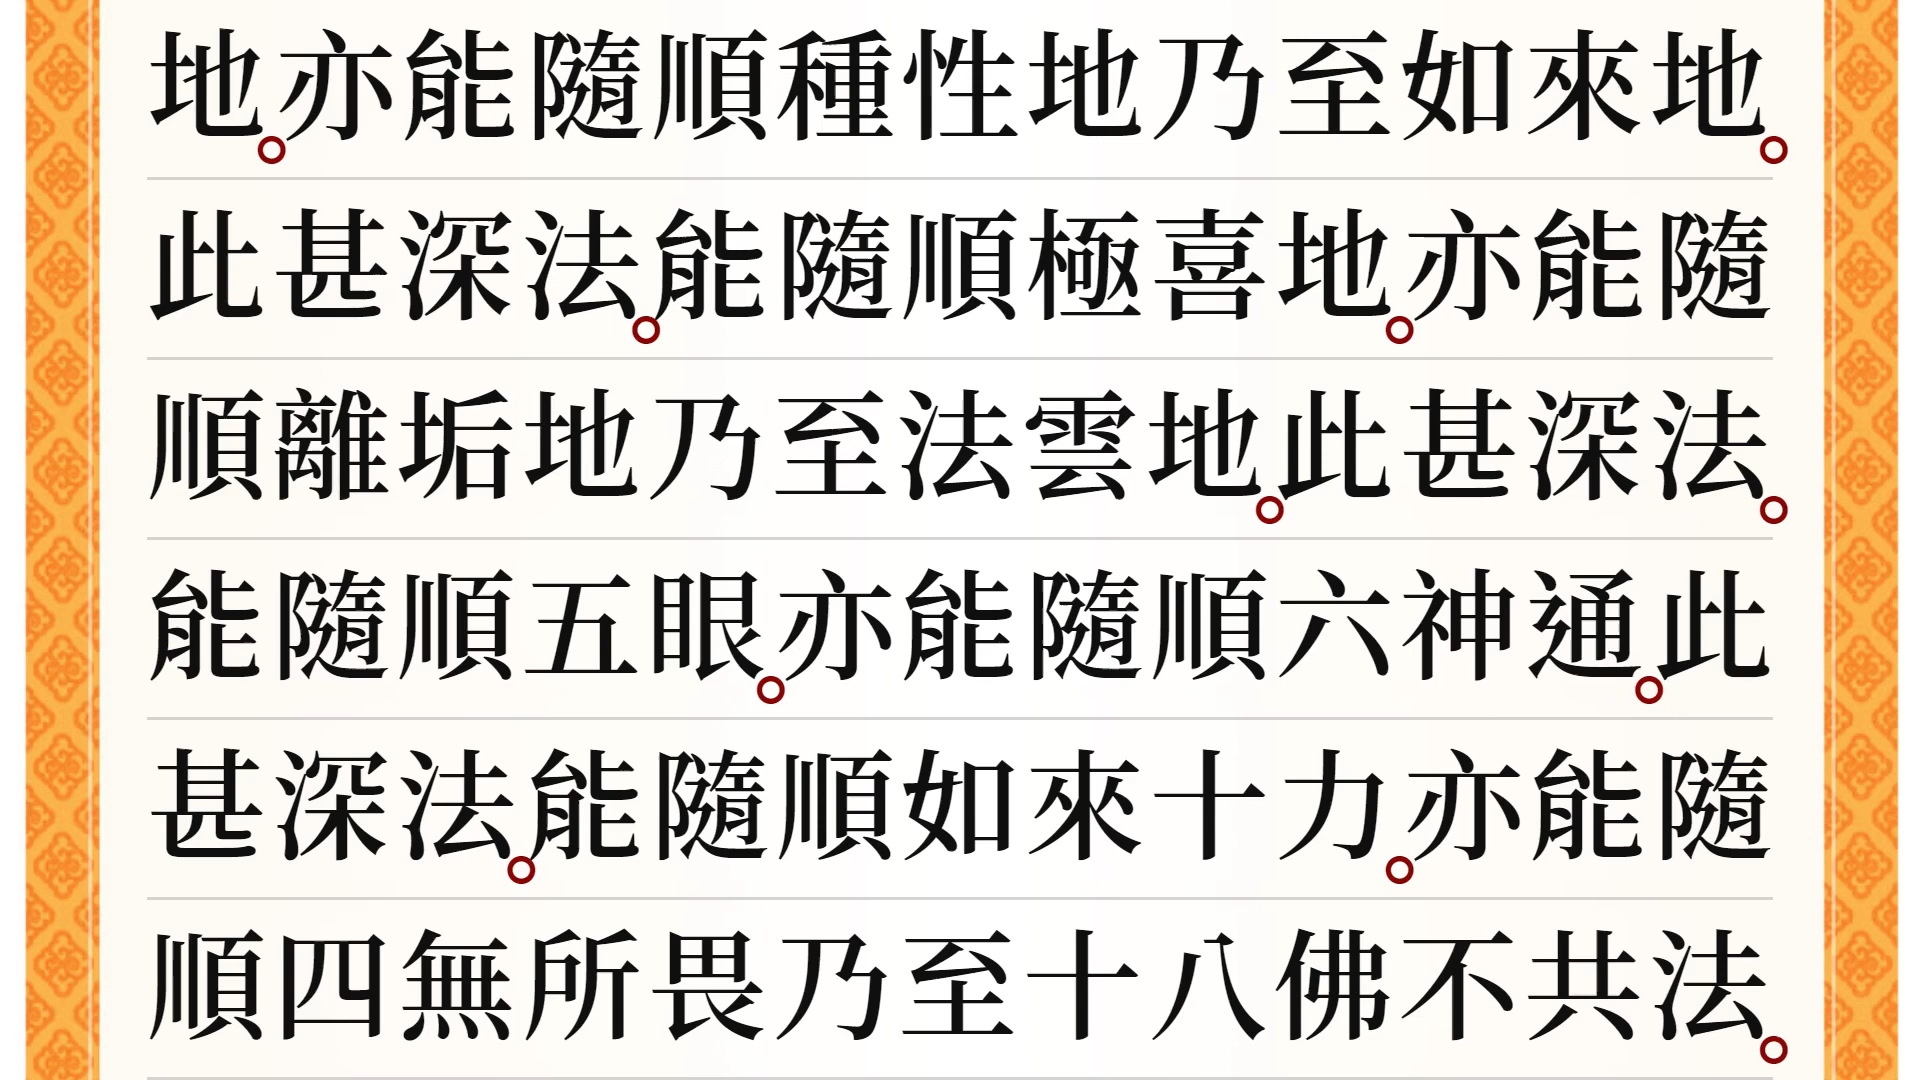 地。亦能隨順種性地乃至如來地。
此甚深法。能隨順極喜地。亦能隨
順離垢地乃至法雲地。此甚深法。
能隨順五眼。亦能隨順六神通。此
甚深法。能隨順如來十力。亦能隨
順四無所畏乃至十八佛不共法。